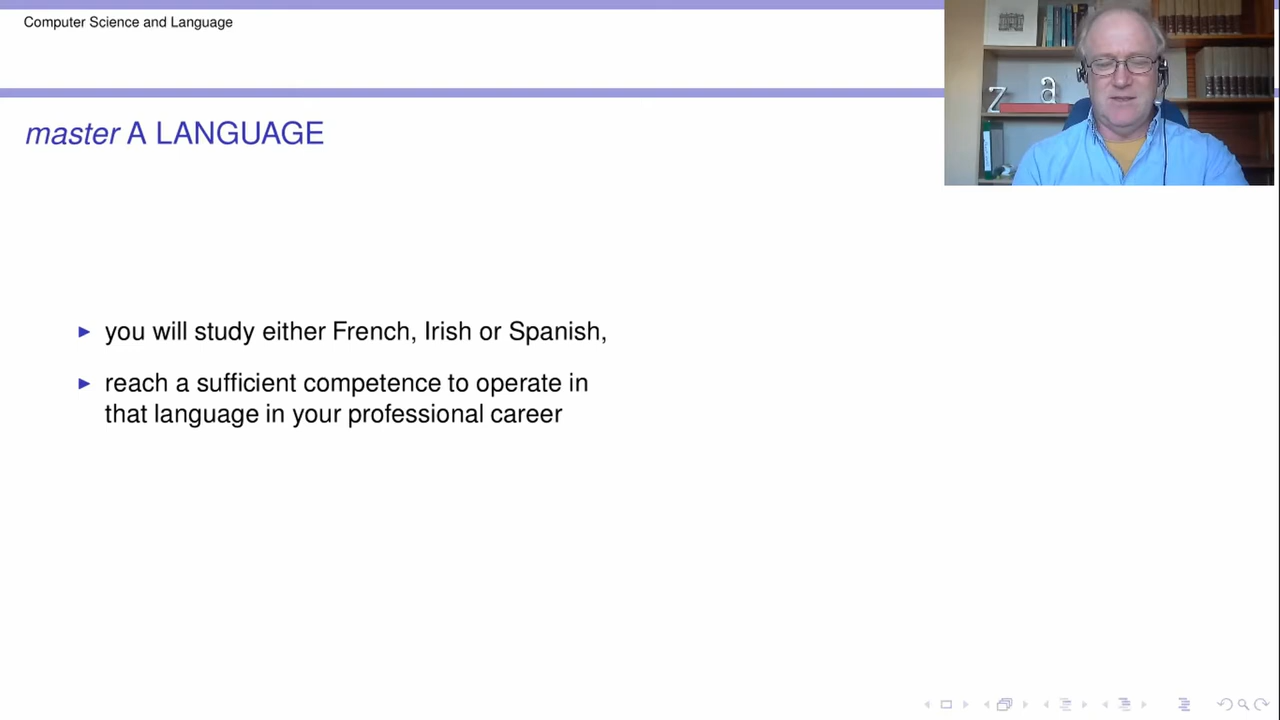 Computer Science and Language
master A LANGUAGE
you will study either French, Irish or Spanish,
reach a sufficient competence to operate in
that language in your professional career
z
a